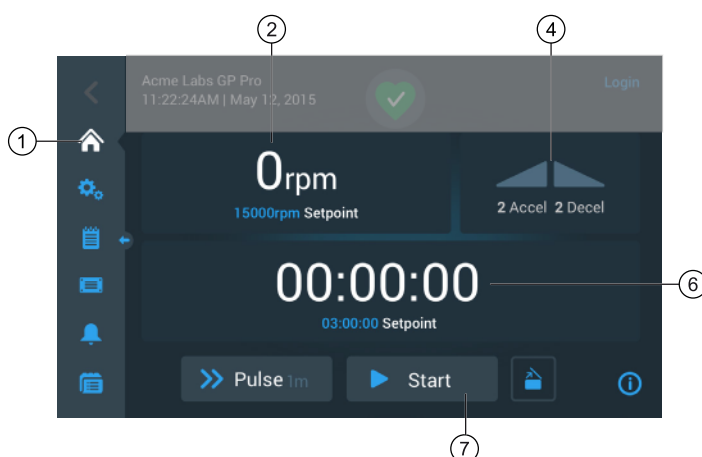 2
4
Acme Labs GP Pro
Login
11:22:24AM | May 12, 2015
1
0rpm
15000rpm Setpoint
2 Accel 2 Decel
00:00:00
6
03:00:00 Setpoint
Pulse 1m
Start
7